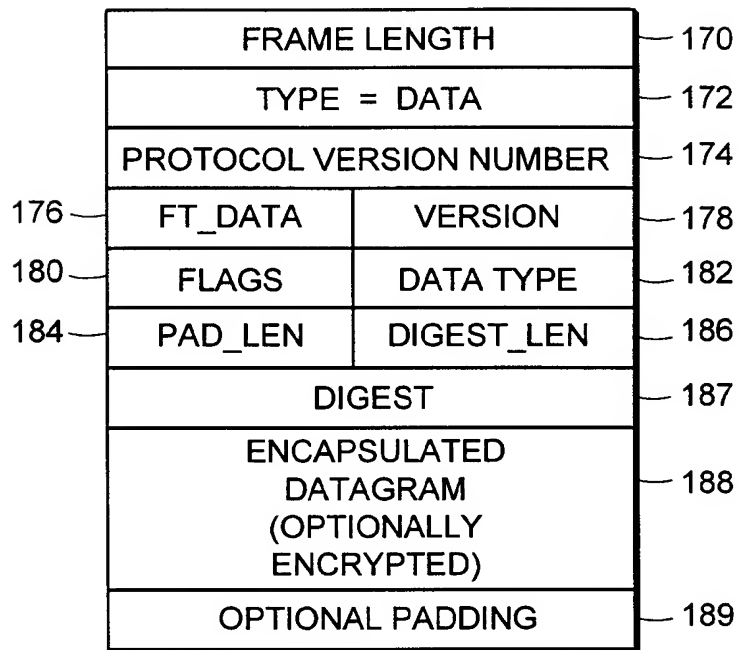 FRAME LENGTH 170
TYPE = DATA 172
PROTOCOL VERSION NUMBER 174
176 FT_DATA VERSION 178
180 FLAGS DATA TYPE 182
184 PAD_LEN DIGEST_LEN 186
DIGEST 187
ENCAPSULATED
DATAGRAM 188
(OPTIONALLY
ENCRYPTED)
OPTIONAL PADDING 189